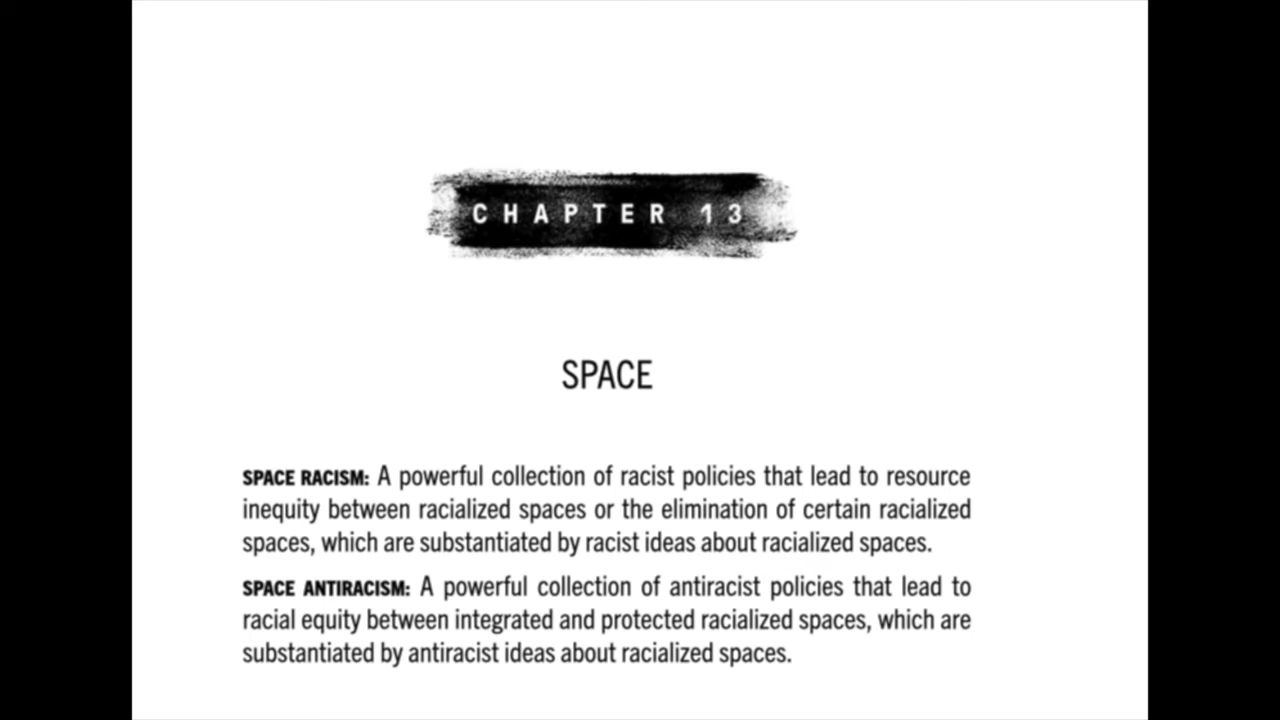 CHAPTER 13
SPACE
SPACE RACISM: A powerful collection of racist policies that lead to resource
inequity between racialized spaces or the elimination of certain racialized
spaces, which are substantiated by racist ideas about racialized spaces.
SPACE ANTIRACISM: A powerful collection of antiracist policies that lead to
racial equity between integrated and protected racialized spaces, which are
substantiated by antiracist ideas about racialized spaces.